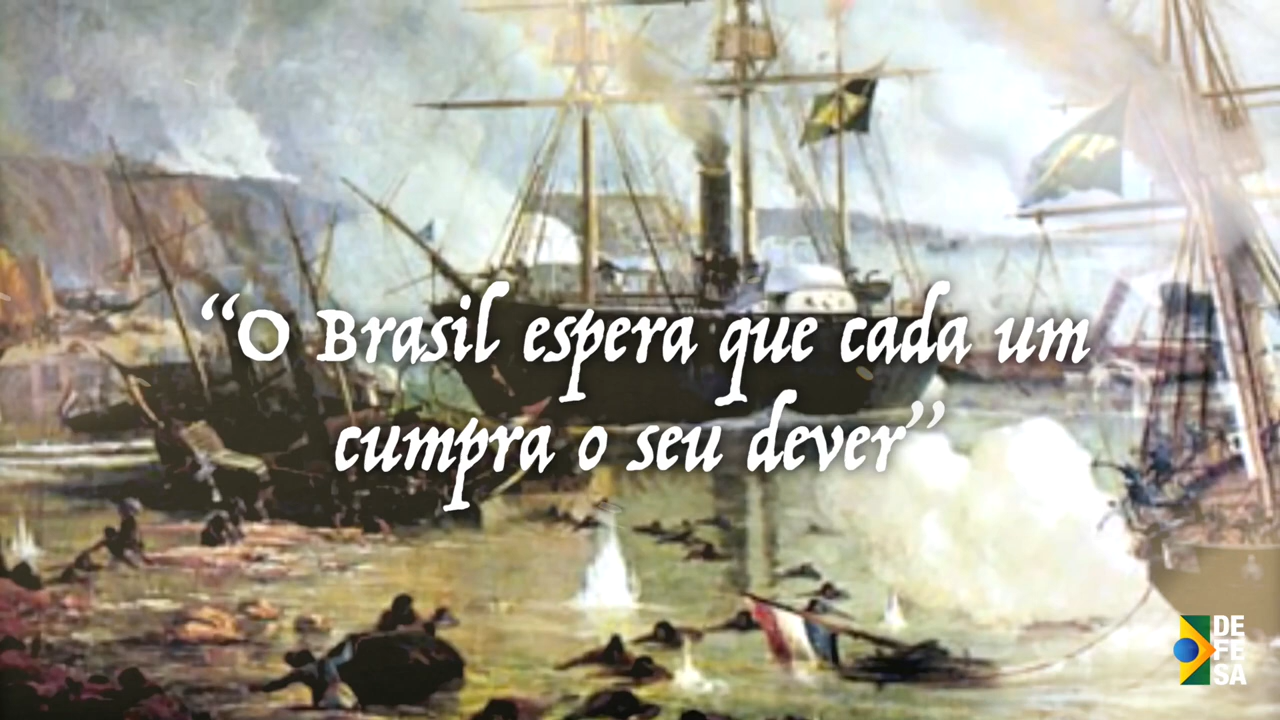 “O Brasil espera que cada um
cumpra o seu dever”
DE
FE
SA